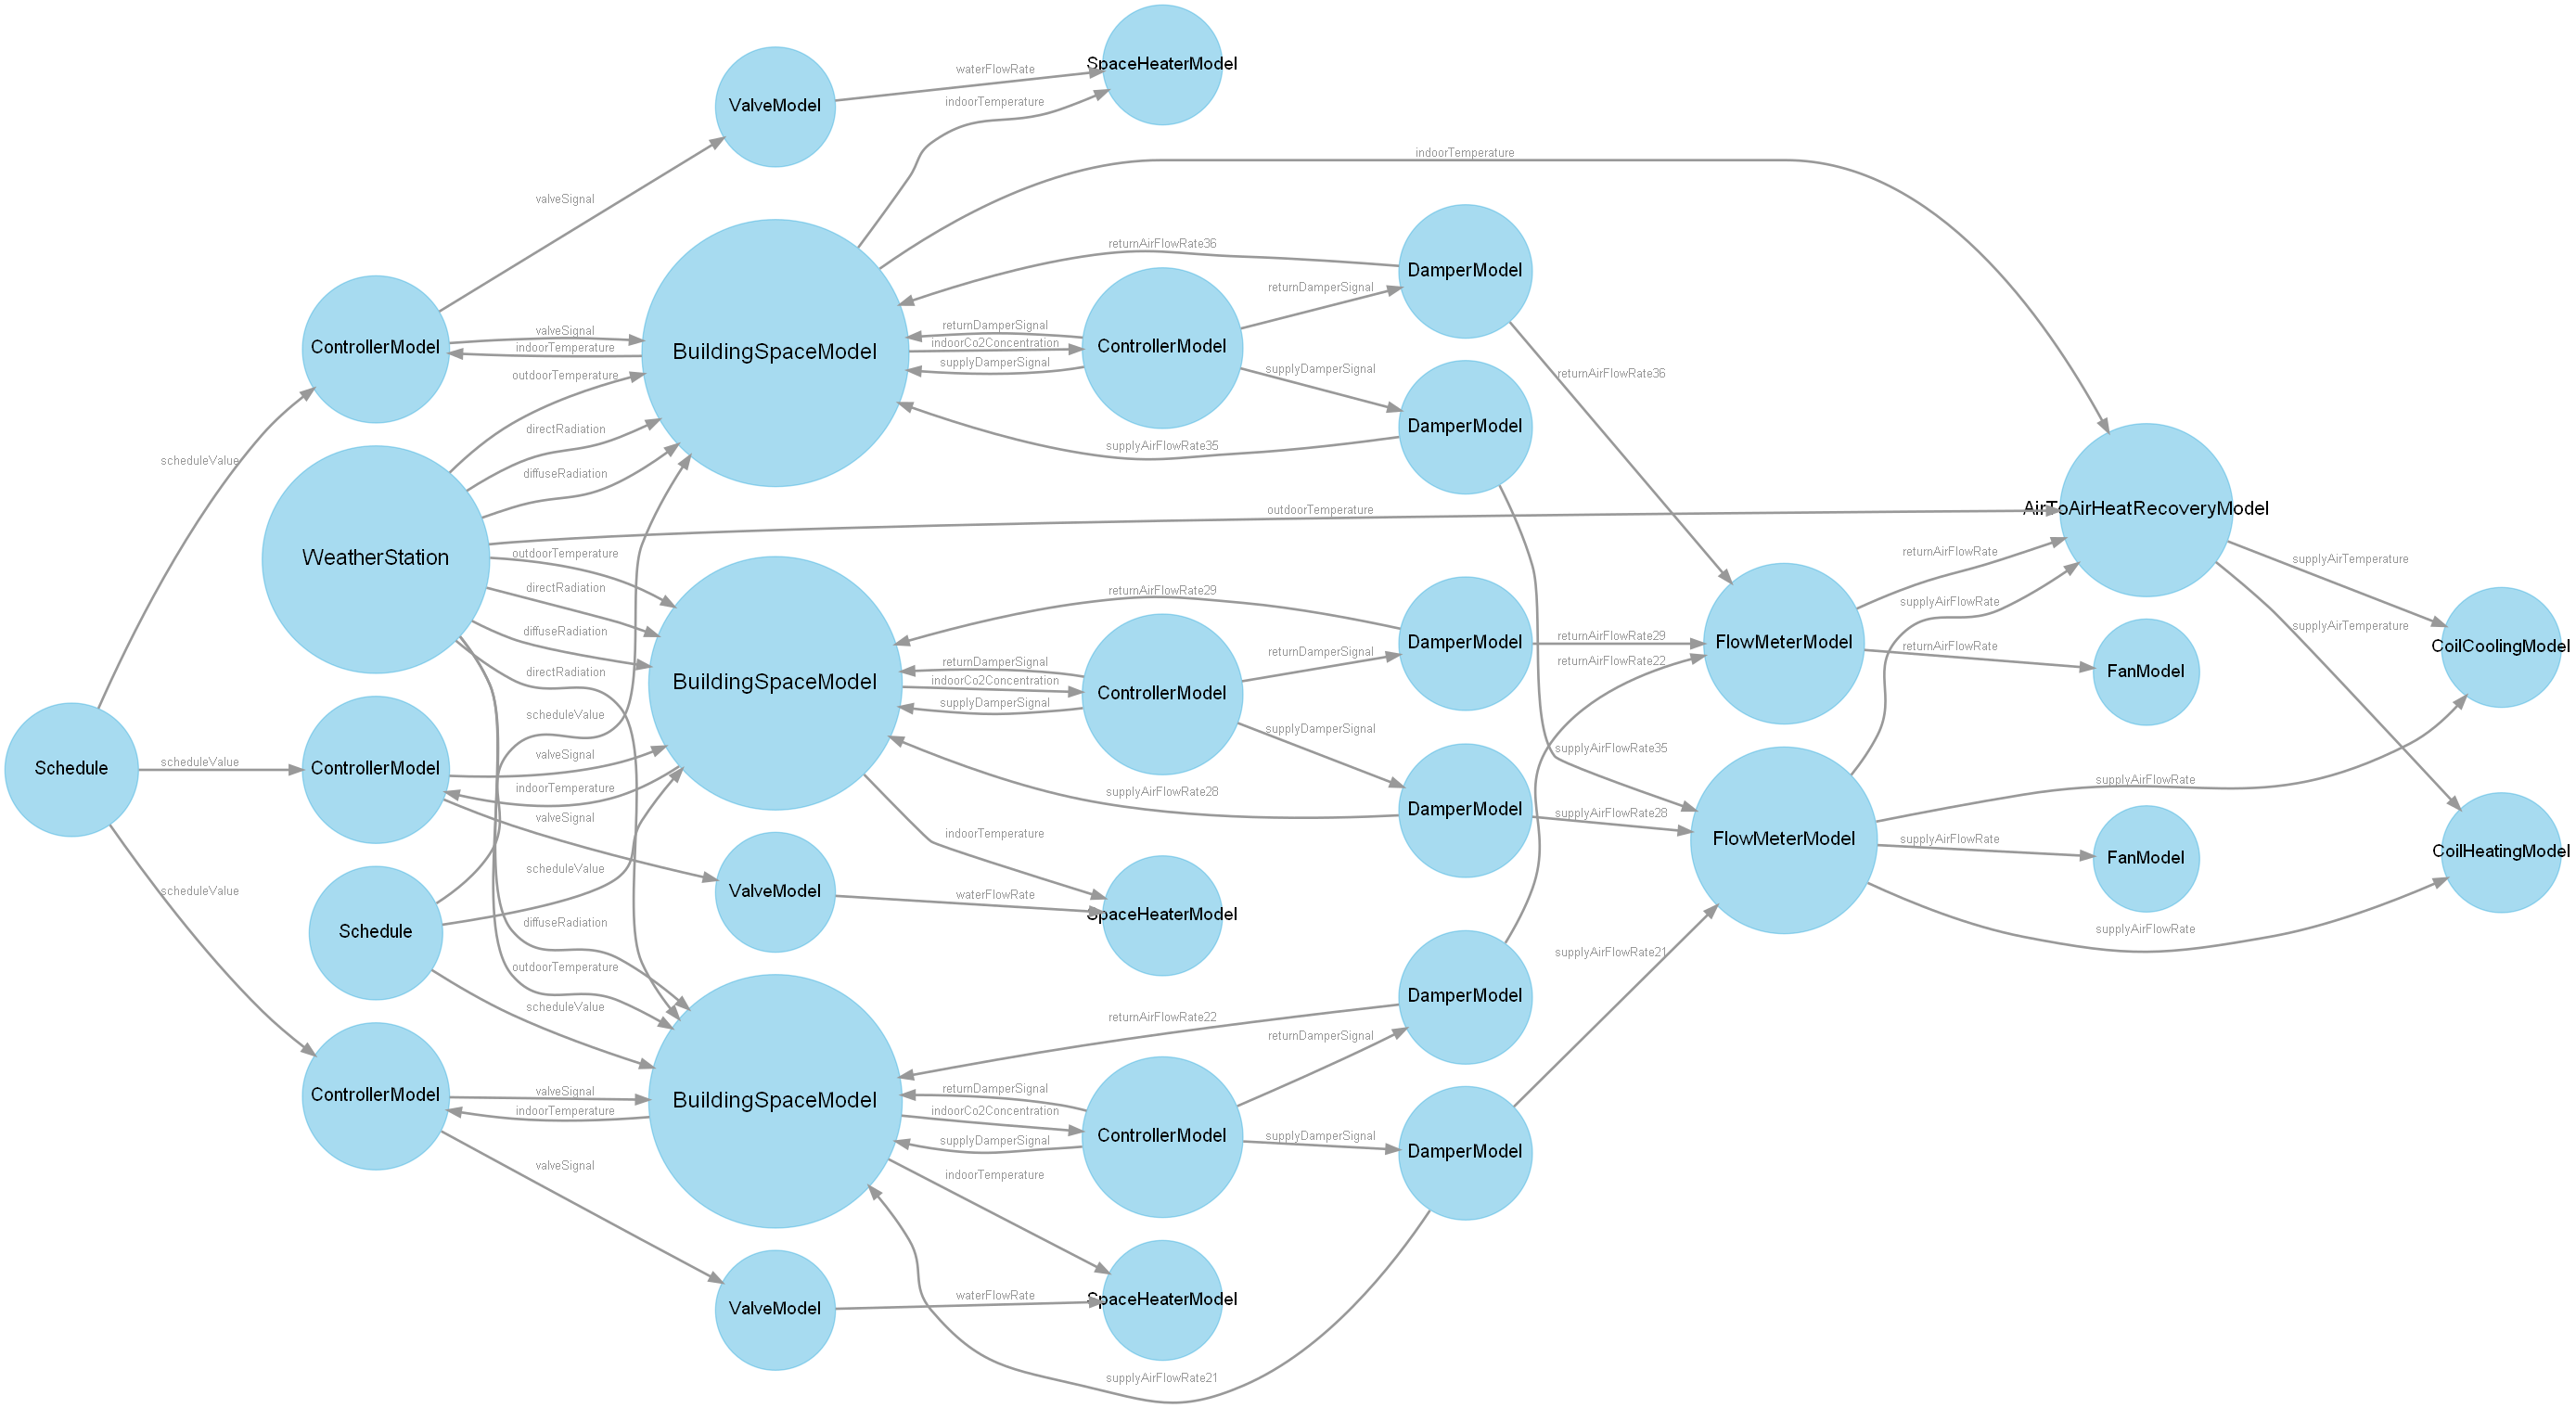 SpaceHeaterModel
waterFlowRate
ValveModel
indoorTemperature
indoorTemperature
valveSignal
returnAirFlowRate36
DamperModel
returnDamperSignal
valveSignal
returnDamperSignal
ControllerModel
indoorTemperature
BuildingSpaceModel
indoorCo2Concentration
ControllerModel
supplyDamperSignal
supplyDamperSignal
outdoorTemperature
returnAirFlowRate36
DamperModel
directRadiation
supplyAirFlowRate35
scheduleValue
diffuseRadiation
outdoorTemperature
AirToAirHeatRecoveryModel
WeatherStation
outdoorTemperature
returnAirFlowRate
supplyAirTemperature
directRadiation
returnAirFlowRate29
supplyAirFlowRate
diffuseRadiation
returnAirFlowRate29
supplyAirTemperature
DamperModel
FlowMeterModel
returnAirFlowRate
CoilCoolingModel
returnDamperSignal
returnDamperSignal
returnAirFlowRate22
directRadiation
BuildingSpaceModel
indoorCo2Concentration
ControllerModel
FanModel
supplyDamperSignal
scheduleValue
supplyDamperSignal
supplyAirFlowRate35
Schedule
scheduleValue
ControllerModel
valveSignal
indoorTemperature
supplyAirFlowRate28
DamperModel
supplyAirFlowRate28
supplyAirFlowRate
valveSignal
indoorTemperature
FlowMeterModel
supplyAirFlowRate
FanModel
CoilHeatingModel
scheduleValue
scheduleValue
ValveModel
waterFlowRate
SpaceHeaterModel
diffuseRadiation
supplyAirFlowRate
Schedule
supplyAirFlowRate21
outdoorTemperature
DamperModel
scheduleValue
returnAirFlowRate22
returnDamperSignal
valveSignal
returnDamperSignal
ControllerModel
indoorTemperature
BuildingSpaceModel
indoorCo2Concentration
ControllerModel
supplyDamperSignal
supplyDamperSignal
DamperModel
valveSignal
indoorTemperature
waterFlowRate
ValveModel
SpaceHeaterModel
supplyAirFlowRate21